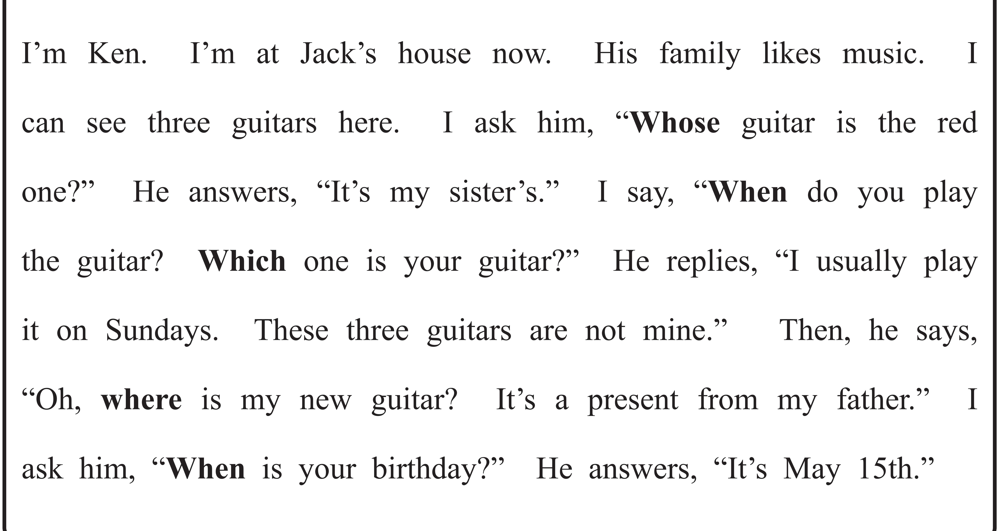 I’m Ken. I’m at Jack’s house now. His family likes music. I
can see three guitars here. I ask him, “Whose guitar is the red
one?” He answers, “It’s my sister’s.” I say, “When do you play
the guitar? Which one is your guitar?” He replies, “I usually play
it on Sundays. These three guitars are not mine.” Then, he says,
“Oh, where is my new guitar? It’s a present from my father.” I
ask him, “When is your birthday?” He answers, “It’s May 15th.”